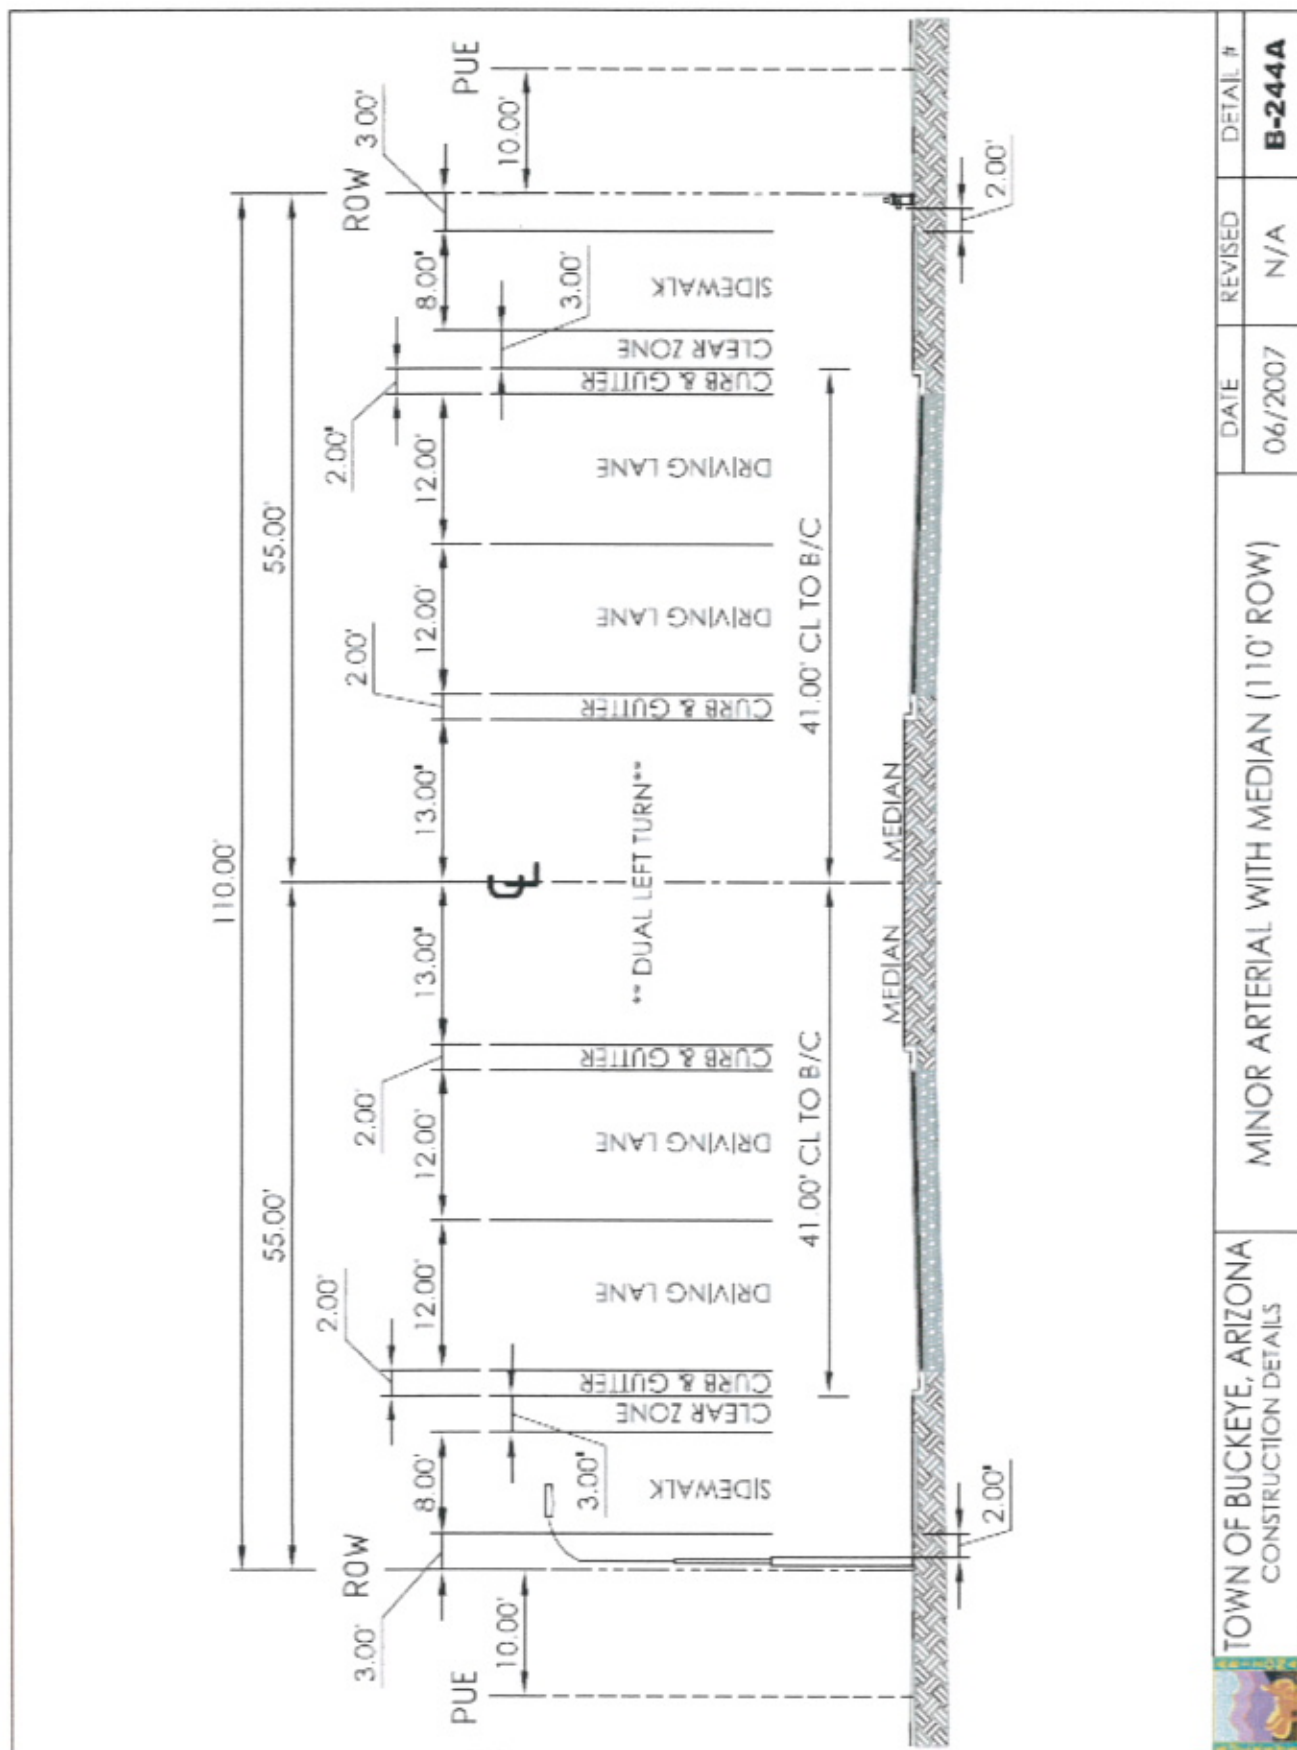 110.00'
55.00' 55.00'
2.00' 2.00' 2.00' 2.00'
3.00' ROW ROW 3.00'
8.00' 12.00' 12.00' 13.00' 13.00' 12.00' 12.00' 8.00'
PUE PUE
10.00' 10.00'
CL
3.00' 3.00'
** DUAL LEFT TURN**
SIDEWALK
CLEAR ZONE
CURB & GUTTER
DRIVING LANE
DRIVING LANE
CURB & GUTTER
CURB & GUTTER
DRIVING LANE
DRIVING LANE
CURB & GUTTER
CLEAR ZONE
SIDEWALK
41.00' CL TO B/C 41.00' CL TO B/C
MEDIAN MEDIAN
2.00' 2.00'
TOWN OF BUCKEYE, ARIZONA
CONSTRUCTION DETAILS
MINOR ARTERIAL WITH MEDIAN (110' ROW)
DATE REVISED DETAIL #
06/2007 N/A B-244A